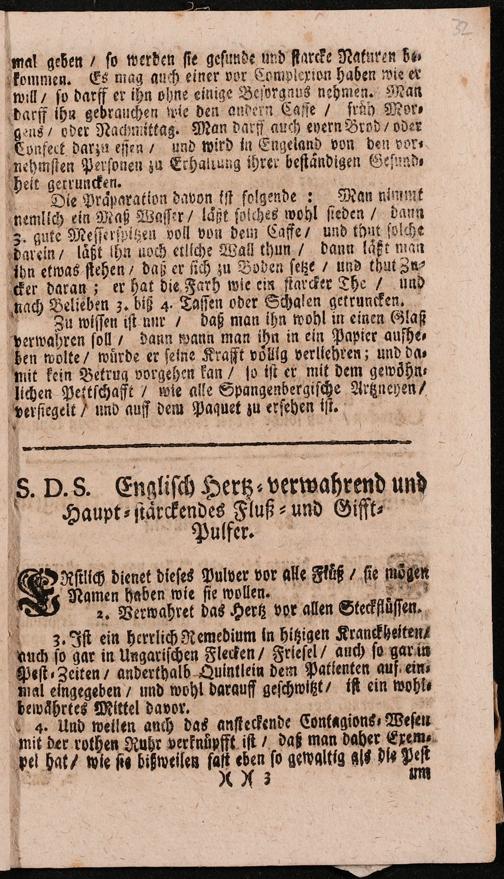 32
mal geben / so werden sie gesunde und starcke Naturen be-
kommen. Es mag auch einer vor Complexion haben wie er
will / so darff er ihn ohne einige Besorgnus nehmen. Man
darff ihn gebrauchen wie den andern Caffe / früh Mor-
gens / oder Nachmittag. Man darff auch eyern Brod / oder
Confect darzu essen / und wird in Engeland von den vor-
nehmsten Personen zu Erhaltung ihrer beständigen Gesund-
heit getruncken.
Die Präparation davon ist folgende : Man nimmt
nemlich ein Maß Wasser / läßt solches wohl sieden / dann
3. gute Messerspitzen voll von dem Caffe / und thut solche
darein / läßt ihn noch etliche Wall thun / dann läßt man
ihn etwas stehen / daß er sich zu Boden setze / und thut Zu-
cker daran ; er hat die Farb wie ein starcker The / und
nach Belieben 3. biß 4. Tassen oder Schalen getruncken.
Zu wissen ist nur / daß man ihn wohl in einen Glaß
verwahren soll / dann wann man ihn in ein Papier aufhe-
ben wolte / würde er seine Krafft völlig verliehren ; und da-
mit kein Betrug vorgehen kan / so ist er mit dem gewöhn-
lichen Pettschafft / wie alle Spangenbergische Artzneyen /
versiegelt / und auff dem Paquet zu ersehen ist.
S. D. S. Englisch Hertz-verwahrend und
Haupt-stärckendes Fluß- und Gifft-
Pulfer.
ERstlich dienet dieses Pulver vor alle Flüß / sie mögen
Namen haben wie sie wollen.
2. Verwahret das Hertz vor allen Steckflüssen.
3. Ist ein herrlich Remedium in hitzigen Kranckheiten /
auch so gar in Ungarischen Flecken / Friesel / auch so gar in
Pest-Zeiten / anderthalb Quintlein dem Patienten auf ein-
mal eingegeben / und wohl darauff geschwitzt / ist ein wohl-
bewährtes Mittel davor.
4. Und weilen auch das ansteckende Contagions-Wesen
mit der rothen Ruhr verknüpfft ist / daß man daher Exem-
pel hat / wie sie bißweilen fast eben so gewaltig als die Pest
)( )( 3 um